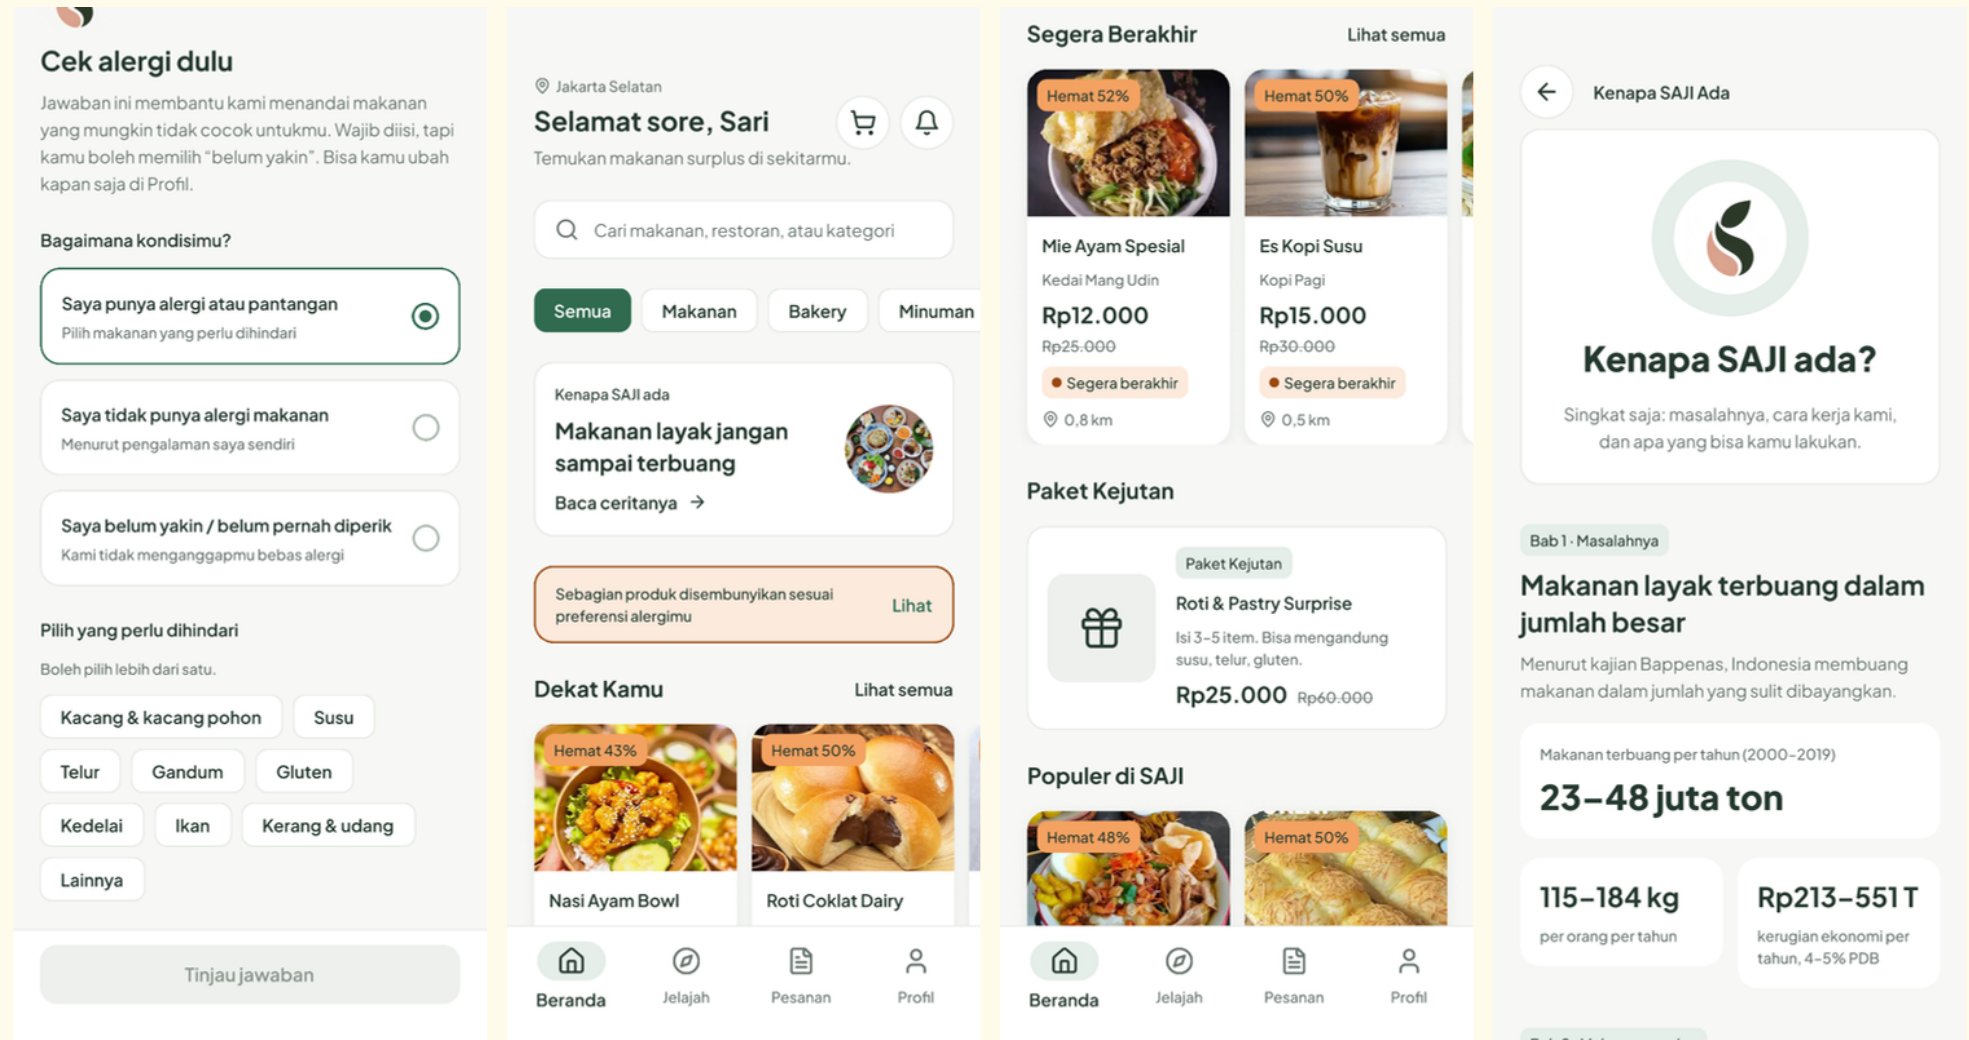 Cek alergi dulu
Jawaban ini membantu kami menandai makanan
yang mungkin tidak cocok untukmu. Wajib diisi, tapi
kamu boleh memilih “belum yakin”. Bisa kamu ubah
kapan saja di Profil.
Bagaimana kondisimu?
Saya punya alergi atau pantangan
Pilih makanan yang perlu dihindari
Saya tidak punya alergi makanan
Menurut pengalaman saya sendiri
Saya belum yakin / belum pernah diperik
Kami tidak menganggapmu bebas alergi
Pilih yang perlu dihindari
Boleh pilih lebih dari satu.
Kacang & kacang pohon
Susu
Telur
Gandum
Gluten
Kedelai
Ikan
Kerang & udang
Lainnya
Tinjau jawaban
Jakarta Selatan
Selamat sore, Sari
Temukan makanan surplus di sekitarmu.
Cari makanan, restoran, atau kategori
Semua
Makanan
Bakery
Minuman
Kenapa SAJI ada
Makanan layak jangan
sampai terbuang
Baca ceritanya →
Sebagian produk disembunyikan sesuai
preferensi alergimu
Lihat
Dekat Kamu
Lihat semua
Hemat 43%
Nasi Ayam Bowl
Hemat 50%
Roti Coklat Dairy
Beranda
Jelajah
Pesanan
Profil
Segera Berakhir
Lihat semua
Hemat 52%
Mie Ayam Spesial
Kedai Mang Udin
Rp12.000
Rp25.000
Segera berakhir
0,8 km
Hemat 50%
Es Kopi Susu
Kopi Pagi
Rp15.000
Rp30.000
Segera berakhir
0,5 km
Paket Kejutan
Paket Kejutan
Roti & Pastry Surprise
Isi 3–5 item. Bisa mengandung
susu, telur, gluten.
Rp25.000 Rp60.000
Populer di SAJI
Hemat 48%
Hemat 50%
Beranda
Jelajah
Pesanan
Profil
Kenapa SAJI Ada
Kenapa SAJI ada?
Singkat saja: masalahnya, cara kerja kami,
dan apa yang bisa kamu lakukan.
Bab 1 · Masalahnya
Makanan layak terbuang dalam
jumlah besar
Menurut kajian Bappenas, Indonesia membuang
makanan dalam jumlah yang sulit dibayangkan.
Makanan terbuang per tahun (2000–2019)
23–48 juta ton
115–184 kg
per orang per tahun
Rp213–551 T
kerugian ekonomi per
tahun, 4–5% PDB